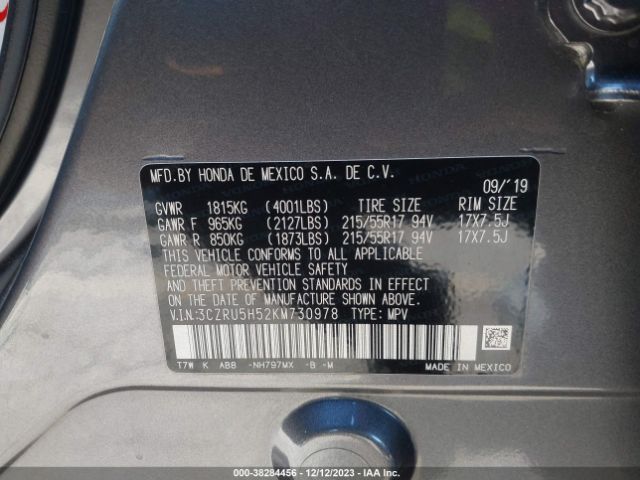 MFD.BY HONDA DE MEXICO S.A. DE C.V.
09/'19
GVWR 1815KG (4001LBS) TIRE SIZE RIM SIZE
GAWR F 965KG (2127LBS) 215/55R17 94V 17X7.5J
GAWR R 850KG (1873LBS) 215/55R17 94V 17X7.5J
THIS VEHICLE CONFORMS TO ALL APPLICABLE
FEDERAL MOTOR VEHICLE SAFETY
AND THEFT PREVENTION STANDARDS IN EFFECT
ON THE DATE OF MANUFACTURE SHOWN ABOVE.
V.I.N:3CZRU5H52KM730978 TYPE: MPV
T7W K AB8 -NH797MX -B -M MADE IN MEXICO
000-38284456 - 12/12/2023 - IAA Inc.